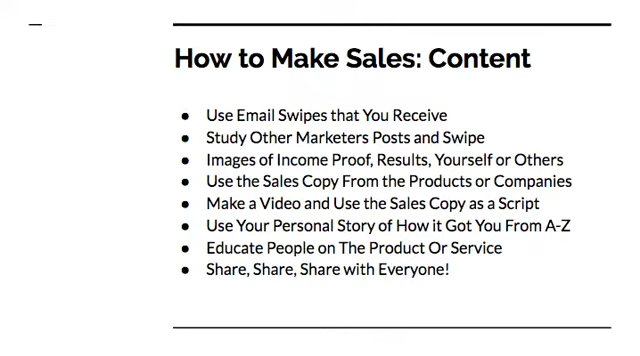 How to Make Sales: Content
● Use Email Swipes that You Receive
● Study Other Marketers Posts and Swipe
● Images of Income Proof, Results, Yourself or Others
● Use the Sales Copy From the Products or Companies
● Make a Video and Use the Sales Copy as a Script
● Use Your Personal Story of How it Got You From A-Z
● Educate People on The Product Or Service
● Share, Share, Share with Everyone!